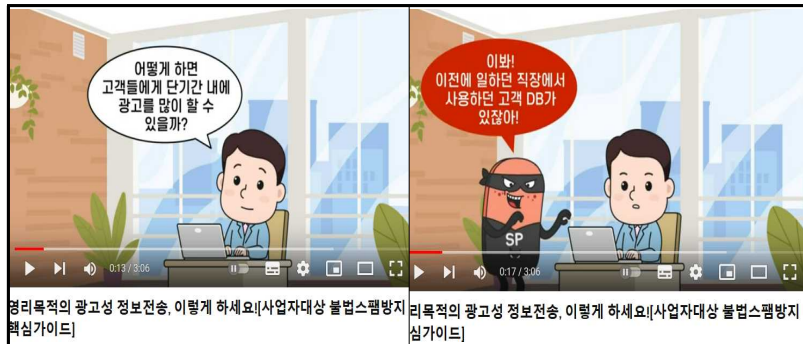 어떻게 하면
고객들에게 단기간 내에
광고를 많이 할 수
있을까?
0:13 / 3:06
영리목적의 광고성 정보전송, 이렇게 하세요![사업자대상 불법스팸방지
핵심가이드]
이봐!
이전에 일하던 직장에서
사용하던 고객 DB가
있잖아!
SP
0:17 / 3:06
리목적의 광고성 정보전송, 이렇게 하세요![사업자대상 불법스팸방지
심가이드]